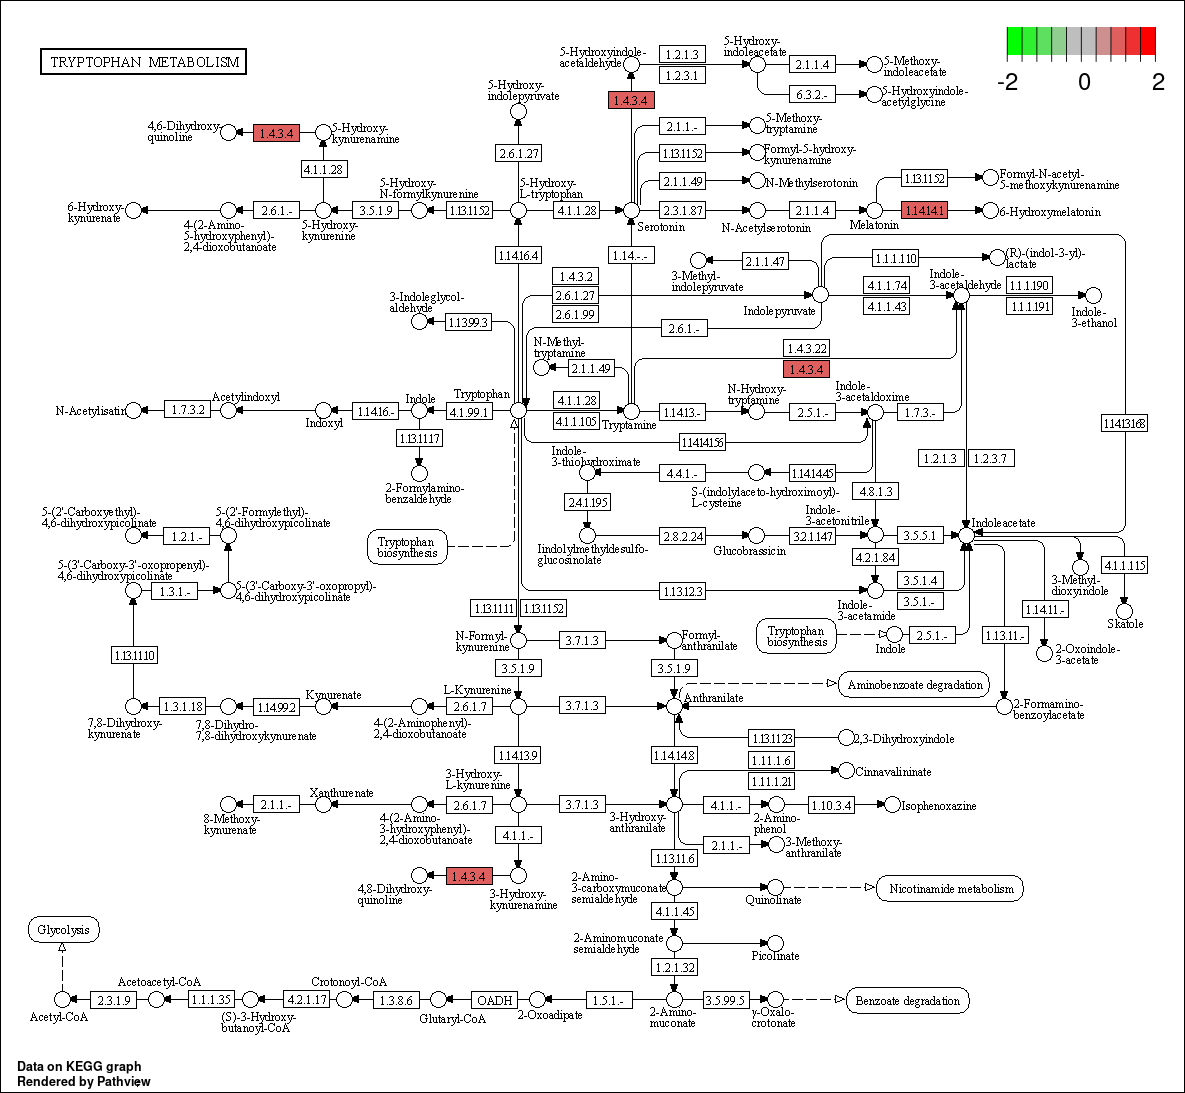 TRYPTOPHAN METABOLISM
-2
0
2
5-Hydroxyindole-
acetaldehyde
1.2.1.3
1.2.3.1
5-Hydroxy-
indoleacetate
2.1.1.4
5-Methoxy-
indoleacetate
6.3.2.-
5-Hydroxyindole-
acetylglycine
5-Hydroxy-
indolepyruvate
1.4.3.4
4,6-Dihydroxy-
quinoline
1.4.3.4
5-Hydroxy-
kynurenamine
2.1.1.-
5-Methoxy-
tryptamine
4.1.1.28
2.6.1.27
1.13.11.52
Formyl-5-hydroxy-
kynurenamine
5-Hydroxy-
N-formylkynurenine
5-Hydroxy-
L-tryptophan
2.1.1.49
N-Methylserotonin
1.13.11.52
Formyl-N-acetyl-
5-methoxykynurenamine
6-Hydroxy-
kynurenate
2.6.1.-
4-(2-Amino-
5-hydroxyphenyl)-
2,4-dioxobutanoate
5-Hydroxy-
kynurenine
3.5.1.9
1.13.11.52
4.1.1.28
Serotonin
2.3.1.87
N-Acetylserotonin
2.1.1.4
Melatonin
1.14.14.1
6-Hydroxymelatonin
1.14.16.4
1.14.-.-
2.1.1.47
3-Methyl-
indolepyruvate
1.1.1.110
(R)-(indol-3-yl)-
lactate
1.4.3.2
2.6.1.27
2.6.1.99
Indolepyruvate
4.1.1.74
4.1.1.43
Indole-
3-acetaldehyde
1.1.1.190
1.1.1.191
Indole-
3-ethanol
3-Indoleglycol-
aldehyde
1.13.99.3
2.6.1.-
N-Methyl-
tryptamine
2.1.1.49
1.4.3.22
1.4.3.4
N-Acetylisatin
1.7.3.2
Acetylindoxyl
Indoxyl
1.14.16.-
Indole
4.1.99.1
Tryptophan
4.1.1.28
4.1.1.105
Tryptamine
1.14.13.-
N-Hydroxy-
tryptamine
2.5.1.-
Indole-
3-acetaldoxime
1.7.3.-
1.14.13.168
1.13.11.17
2-Formylamino-
benzaldehyde
1.14.14.156
1.2.1.3
1.2.3.7
Indole-
3-thiohydroximate
4.4.1.-
S-(indolylaceto-hydroximoyl)-
L-cysteine
1.14.14.45
4.8.1.3
2.4.1.195
5-(2'-Carboxyethyl)-
4,6-dihydroxypicolinate
1.2.1.-
5-(2'-Formylethyl)-
4,6-dihydroxypicolinate
Tryptophan
biosynthesis
Iindolylmethyldesulfo-
glucosinolate
2.8.2.24
Glucobrassicin
3.2.1.147
Indole-
3-acetonitrile
3.5.5.1
Indoleacetate
4.2.1.84
5-(3'-Carboxy-3'-oxopropenyl)-
4,6-dihydroxypicolinate
1.3.1.-
5-(3'-Carboxy-3'-oxopropyl)-
4,6-dihydroxypicolinate
1.13.12.3
Indole-
3-acetamide
3.5.1.4
3.5.1.-
3-Methyl-
dioxyindole
4.1.1.115
Skatole
1.13.11.11
1.13.11.52
1.14.11.-
2-Oxoindole-
3-acetate
Tryptophan
biosynthesis
Indole
2.5.1.-
1.13.11.-
N-Formyl-
kynurenine
3.7.1.3
Formyl-
anthranilate
1.13.11.10
3.5.1.9
3.5.1.9
Aminobenzoate degradation
7,8-Dihydroxy-
kynurenate
1.3.1.18
7,8-Dihydro-
7,8-dihydroxykynurenate
1.14.99.2
Kynurenate
4-(2-Aminophenyl)-
2,4-dioxobutanoate
2.6.1.7
L-Kynurenine
3.7.1.3
Anthranilate
2-Formamino-
benzoylacetate
1.13.11.23
2,3-Dihydroxyindole
1.14.13.9
1.14.14.8
1.11.1.6
1.11.1.21
Cinnavalininate
8-Methoxy-
kynurenate
2.1.1.-
Xanthurenate
4-(2-Amino-
3-hydroxyphenyl)-
2,4-dioxobutanoate
2.6.1.7
3-Hydroxy-
L-kynurenine
3.7.1.3
3-Hydroxy-
anthranilate
4.1.1.-
2-Amino-
phenol
1.10.3.4
Isophenoxazine
4.1.1.-
2.1.1.-
3-Methoxy-
anthranilate
1.13.11.6
4,8-Dihydroxy-
quinoline
1.4.3.4
3-Hydroxy-
kynurenamine
2-Amino-
3-carboxymuconate
semialdehyde
Quinolinate
Nicotinamide metabolism
4.1.1.45
Glycolysis
2-Aminomuconate
semialdehyde
Picolinate
1.2.1.32
Acetyl-CoA
2.3.1.9
Acetoacetyl-CoA
1.1.1.35
(S)-3-Hydroxy-
butanoyl-CoA
4.2.1.17
Crotonoyl-CoA
1.3.8.6
Glutaryl-CoA
OADH
2-Oxoadipate
1.5.1.-
2-Amino-
muconate
3.5.99.5
γ-Oxalo-
crotonate
Benzoate degradation
Data on KEGG graph
Rendered by Pathview